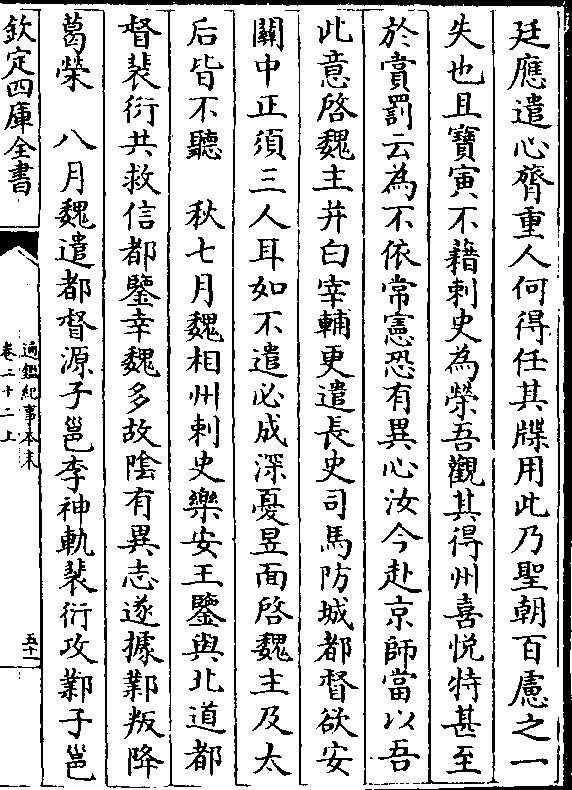 廷應遣心膂重人何得任其牒用此乃聖朝百慮之一
失也且寶寅不藉刺史為榮吾觀其得州喜悅特甚至
於賞罰云為不依常憲恐有異心汝今赴京師當以吾
此意啓魏主并白宰輔更遣長史司馬防城都督欲安
關中正須三人耳如不遣必成深憂昱面啓魏主及太
后皆不聽　秋七月魏相州刺史樂安王鑒與北道都
督裴衍共救信都鑒幸魏多故陰有異志遂據鄴叛降
葛榮　八月魏遣都督源子邕李神軌裴衍攻鄴子邕
欽定四庫全書
通鑑紀事本末
卷二十二上
五十一